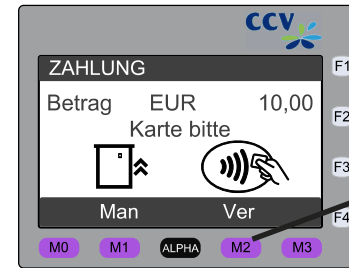 CCV
ZAHLUNG
Betrag EUR 10,00
Karte bitte
Man Ver
M0 M1 ALPHA M2 M3
F1
F2
F3
F4